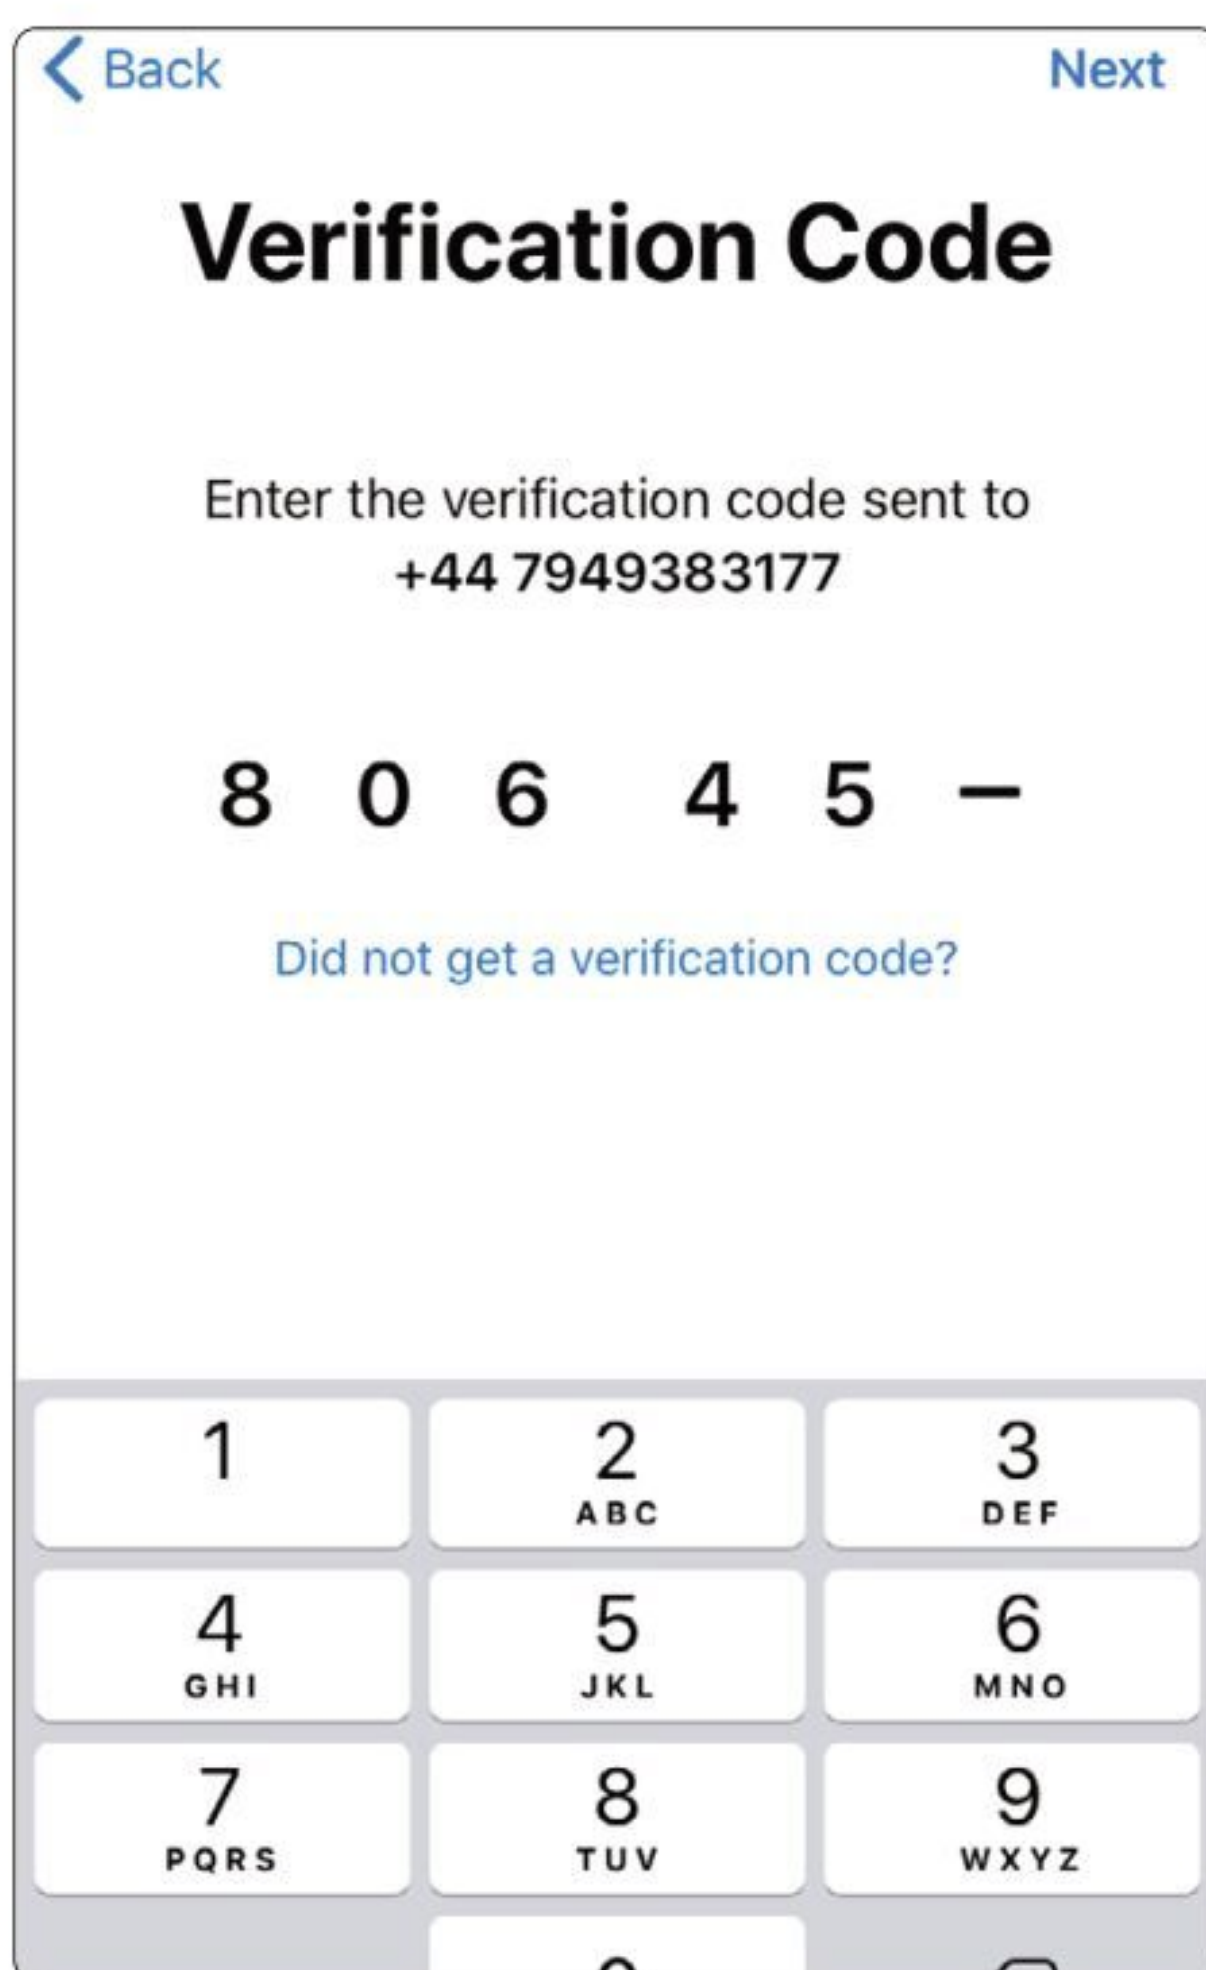 Back Next
Verification Code
Enter the verification code sent to
+44 7949383177
8 0 6 4 5 –
Did not get a verification code?
1 2 3
ABC DEF
4 5 6
GHI JKL MNO
7 8 9
PQRS TUV WXYZ